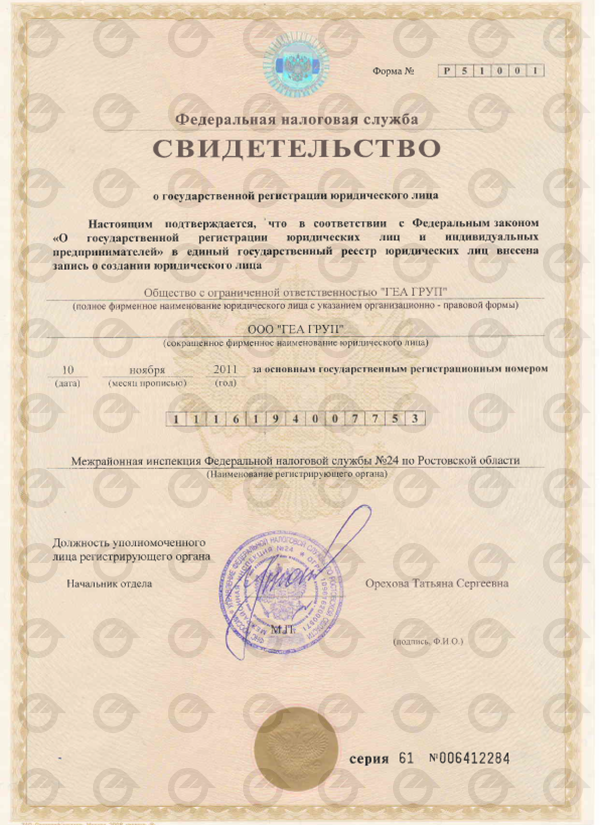 Форма № Р 5 1 0 0 1
Федеральная налоговая служба
СВИДЕТЕЛЬСТВО
о государственной регистрации юридического лица
Настоящим подтверждается, что в соответствии с Федеральным законом
«О государственной регистрации юридических лиц и индивидуальных
предпринимателей» в единый государственный реестр юридических лиц внесена
запись о создании юридического лица
Общество с ограниченной ответственностью "ГЕА ГРУП"
(полное фирменное наименование юридического лица с указанием организационно - правовой формы)
ООО "ГЕА ГРУП"
(сокращенное фирменное наименование юридического лица)
10 ноября 2011 за основным государственным регистрационным номером
(дата) (месяц прописью) (год)
1 1 1 6 1 9 4 0 0 7 7 5 3
Межрайонная инспекция Федеральной налоговой службы №24 по Ростовской области
(Наименование регистрирующего органа)
Должность уполномоченного
лица регистрирующего органа
Начальник отдела Орехова Татьяна Сергеевна
М.П.
(подпись, Ф.И.О.)
серия 61 №006412284